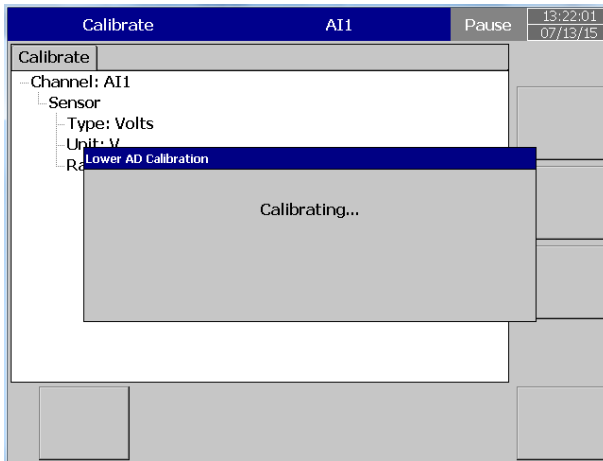 Calibrate AI1 Pause 13:22:01
07/13/15
Calibrate
Channel: AI1
Sensor
Type: Volts
Unit: V
Lower AD Calibration
Calibrating...